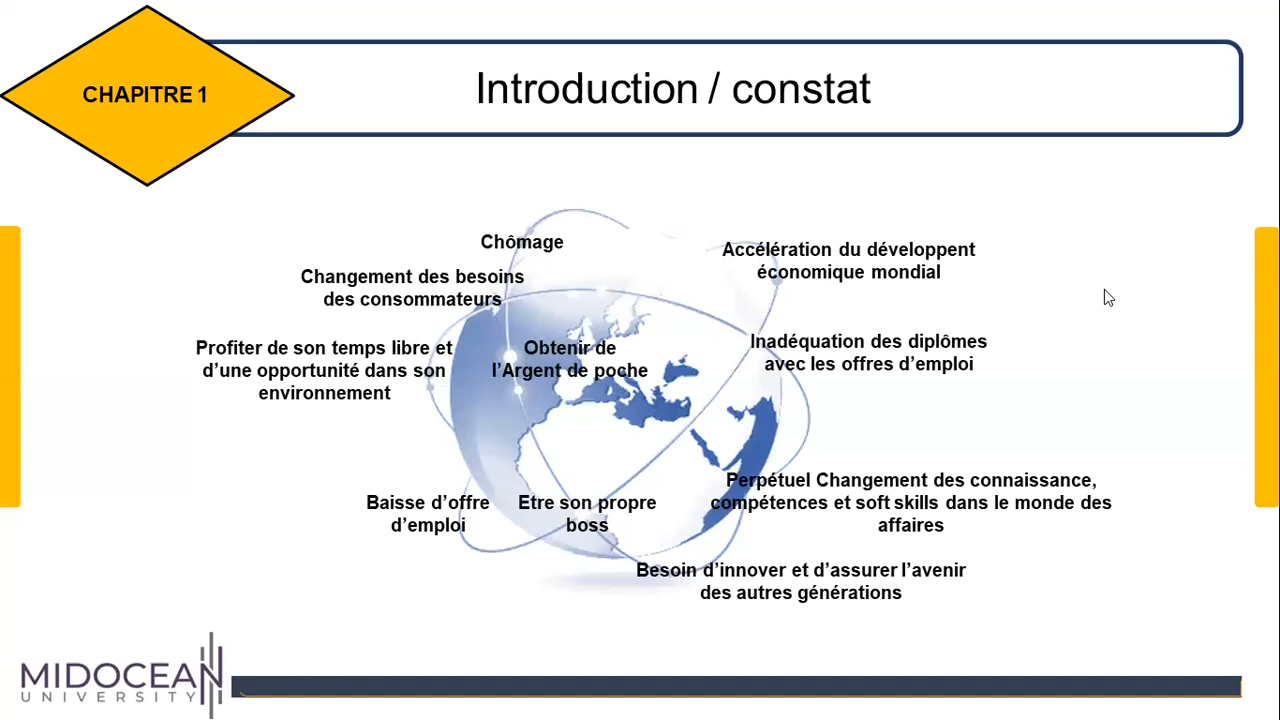 CHAPITRE 1
Introduction / constat
Chômage
Changement des besoins
des consommateurs
Accélération du développent
économique mondial
Profiter de son temps libre et
d'une opportunité dans son
environnement
Obtenir de
l'Argent de poche
Inadéquation des diplômes
avec les offres d'emploi
Baisse d'offre
d'emploi
Etre son propre
boss
Perpétuel Changement des connaissance,
compétences et soft skills dans le monde des
affaires
Besoin d'innover et d'assurer l'avenir
des autres générations
MIDOCEAN
UNIVERSITY